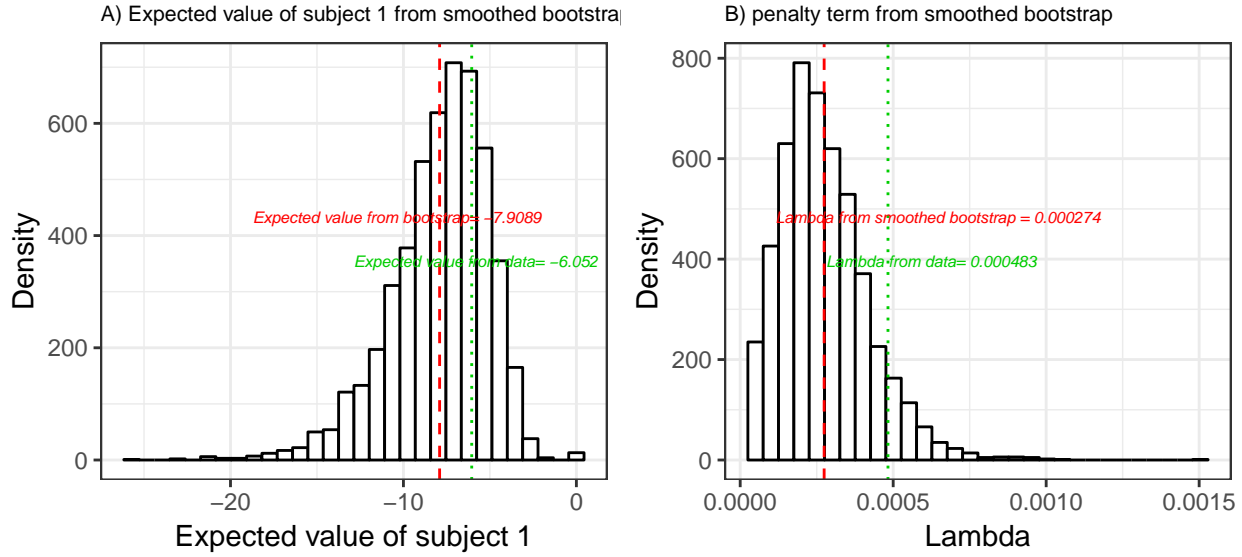 A) Expected value of subject 1 from smoothed bootstrap
600
400
200
0
Density
Expected value from bootstrap= −7.9089
Expected value from data= −6.052
−20
−10
0
Expected value of subject 1
B) penalty term from smoothed bootstrap
800
600
400
200
0
Density
Lambda from smoothed bootstrap = 0.000274
Lambda from data= 0.000483
0.0000
0.0005
0.0010
0.0015
Lambda